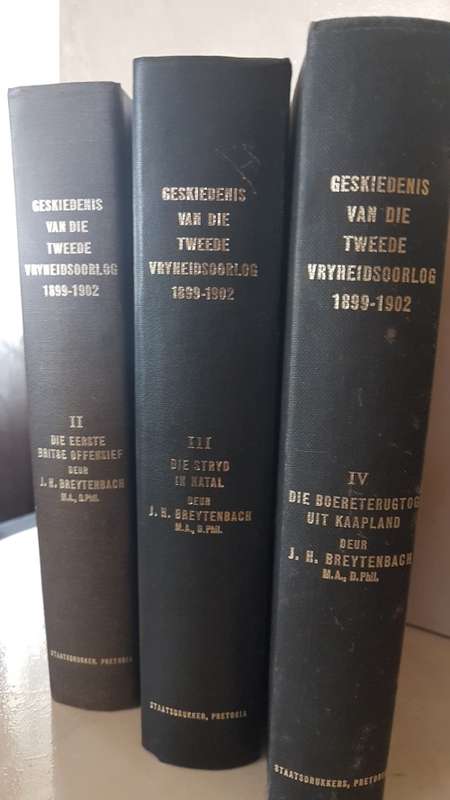 GESKIEDENIS
VAN DIE
TWEEDE
VRYHEIDSOORLOG
1899-1902
II
DIE EERSTE
BRITSE OFFENSIEF
DEUR
J. H. BREYTENBACH
M.A., D.Phil.
STAATSDRUKKER, PRETORIA
GESKIEDENIS
VAN DIE
TWEEDE
VRYHEIDSOORLOG
1899-1902
III
DIE STRYD
IN NATAL
DEUR
J. H. BREYTENBACH
M.A., D.Phil.
STAATSDRUKKER, PRETORIA
GESKIEDENIS
VAN DIE
TWEEDE
VRYHEIDSOORLOG
1899-1902
IV
DIE BOERETERUGTOG
UIT KAAPLAND
DEUR
J. H. BREYTENBACH
M.A., D.Phil.
STAATSDRUKKERS, PRETORIA